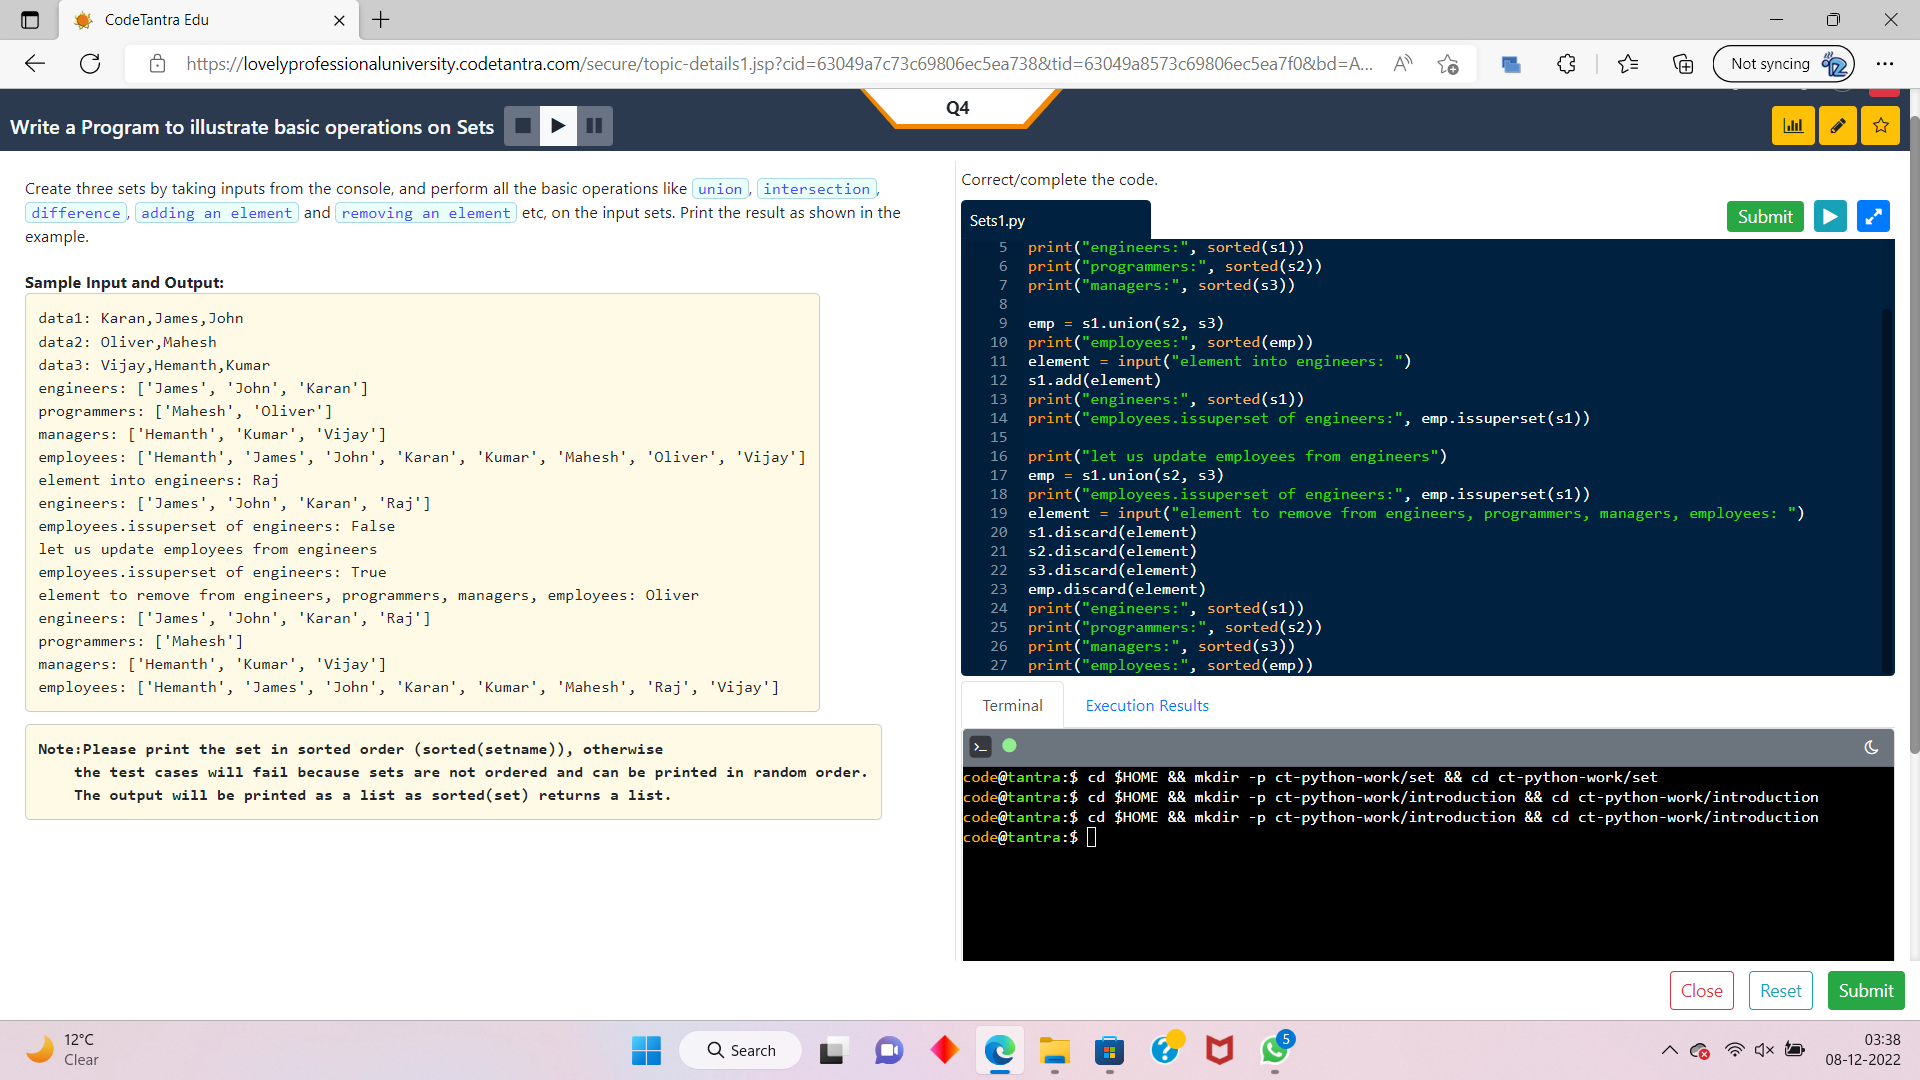 CodeTantra Edu
https://lovelyprofessionaluniversity.codetantra.com/secure/topic-details1.jsp?cid=63049a7c73c69806ec5ea738&tid=63049a8573c69806ec5ea7f0&bd=A...
Not syncing
Write a Program to illustrate basic operations on Sets
Q4
Create three sets by taking inputs from the console, and perform all the basic operations like union, intersection,
difference, adding an element and removing an element etc, on the input sets. Print the result as shown in the
example.
Sample Input and Output:
data1: Karan,James,John
data2: Oliver,Mahesh
data3: Vijay,Hemanth,Kumar
engineers: ['James', 'John', 'Karan']
programmers: ['Mahesh', 'Oliver']
managers: ['Hemanth', 'Kumar', 'Vijay']
employees: ['Hemanth', 'James', 'John', 'Karan', 'Kumar', 'Mahesh', 'Oliver', 'Vijay']
element into engineers: Raj
engineers: ['James', 'John', 'Karan', 'Raj']
employees.issuperset of engineers: False
let us update employees from engineers
employees.issuperset of engineers: True
element to remove from engineers, programmers, managers, employees: Oliver
engineers: ['James', 'John', 'Karan', 'Raj']
programmers: ['Mahesh']
managers: ['Hemanth', 'Kumar', 'Vijay']
employees: ['Hemanth', 'James', 'John', 'Karan', 'Kumar', 'Mahesh', 'Raj', 'Vijay']
Note:Please print the set in sorted order (sorted(setname)), otherwise
the test cases will fail because sets are not ordered and can be printed in random order.
The output will be printed as a list as sorted(set) returns a list.
Correct/complete the code.
Sets1.py
Submit
5 print("engineers:", sorted(s1))
6 print("programmers:", sorted(s2))
7 print("managers:", sorted(s3))
8
9 emp = s1.union(s2, s3)
10 print("employees:", sorted(emp))
11 element = input("element into engineers: ")
12 s1.add(element)
13 print("engineers:", sorted(s1))
14 print("employees.issuperset of engineers:", emp.issuperset(s1))
15
16 print("let us update employees from engineers")
17 emp = s1.union(s2, s3)
18 print("employees.issuperset of engineers:", emp.issuperset(s1))
19 element = input("element to remove from engineers, programmers, managers, employees: ")
20 s1.discard(element)
21 s2.discard(element)
22 s3.discard(element)
23 emp.discard(element)
24 print("engineers:", sorted(s1))
25 print("programmers:", sorted(s2))
26 print("managers:", sorted(s3))
27 print("employees:", sorted(emp))
Terminal
Execution Results
code@tantra:$ cd $HOME && mkdir -p ct-python-work/set && cd ct-python-work/set
code@tantra:$ cd $HOME && mkdir -p ct-python-work/introduction && cd ct-python-work/introduction
code@tantra:$ cd $HOME && mkdir -p ct-python-work/introduction && cd ct-python-work/introduction
code@tantra:$
Close
Reset
Submit
12°C
Clear
Search
5
03:38
08-12-2022